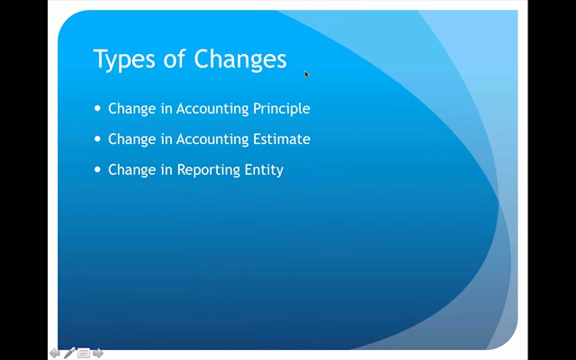 Types of Changes
• Change in Accounting Principle
• Change in Accounting Estimate
• Change in Reporting Entity